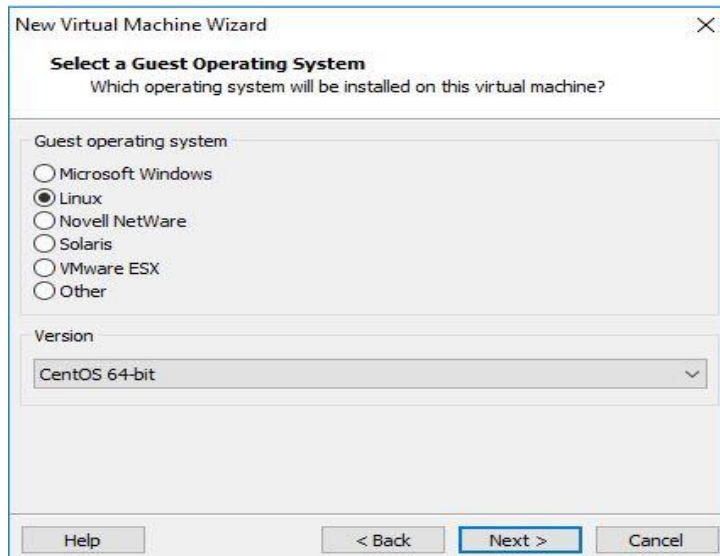 New Virtual Machine Wizard
Select a Guest Operating System
Which operating system will be installed on this virtual machine?
Guest operating system
Microsoft Windows
Linux
Novell NetWare
Solaris
VMware ESX
Other
Version
CentOS 64-bit
Help
< Back
Next >
Cancel